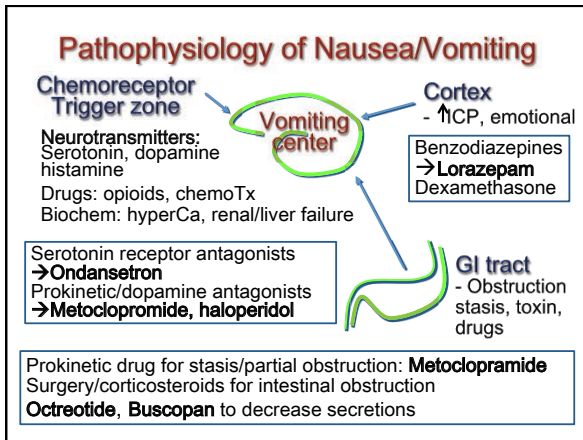 Pathophysiology of Nausea/Vomiting
Chemoreceptor
Trigger zone
Neurotransmitters:
Serotonin, dopamine
histamine
Drugs: opioids, chemoTx
Biochem: hyperCa, renal/liver failure
Vomiting
center
Cortex
- ↑ICP, emotional
Benzodiazepines
→Lorazepam
Dexamethasone
Serotonin receptor antagonists
→Ondansetron
Prokinetic/dopamine antagonists
→Metoclopromide, haloperidol
GI tract
- Obstruction
stasis, toxin,
drugs
Prokinetic drug for stasis/partial obstruction: Metoclopramide
Surgery/corticosteroids for intestinal obstruction
Octreotide, Buscopan to decrease secretions